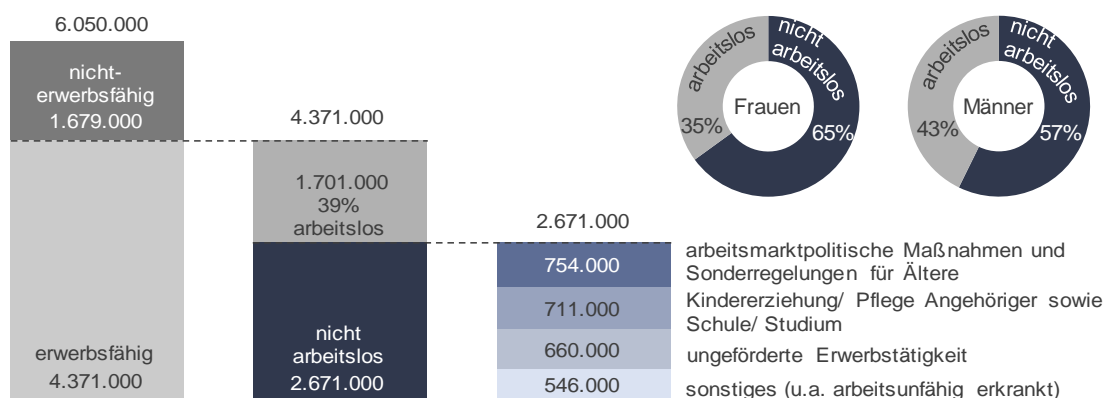 6.050.000
nicht-
erwerbsfähig
1.679.000
erwerbsfähig
4.371.000
4.371.000
1.701.000
39%
arbeitslos
nicht
arbeitslos
2.671.000
2.671.000
754.000
arbeitsmarktpolitische Maßnahmen und
Sonderregelungen für Ältere
711.000
Kindererziehung/ Pflege Angehöriger sowie
Schule/ Studium
660.000
ungeförderte Erwerbstätigkeit
546.000
sonstiges (u.a. arbeitsunfähig erkrankt)
arbeitslos
nicht
arbeitslos
Frauen
35%
65%
arbeitslos
nicht
arbeitslos
Männer
43%
57%